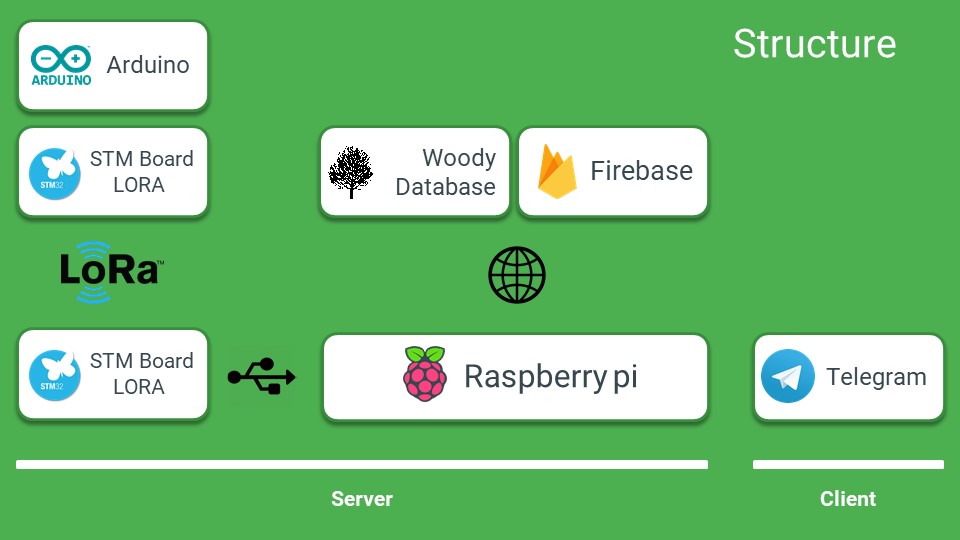 Structure
ARDUINO
Arduino
STM32
STM Board
LORA
Woody
Database
Firebase
LoRa™
STM32
STM Board
LORA
Raspberry pi
Telegram
Server
Client